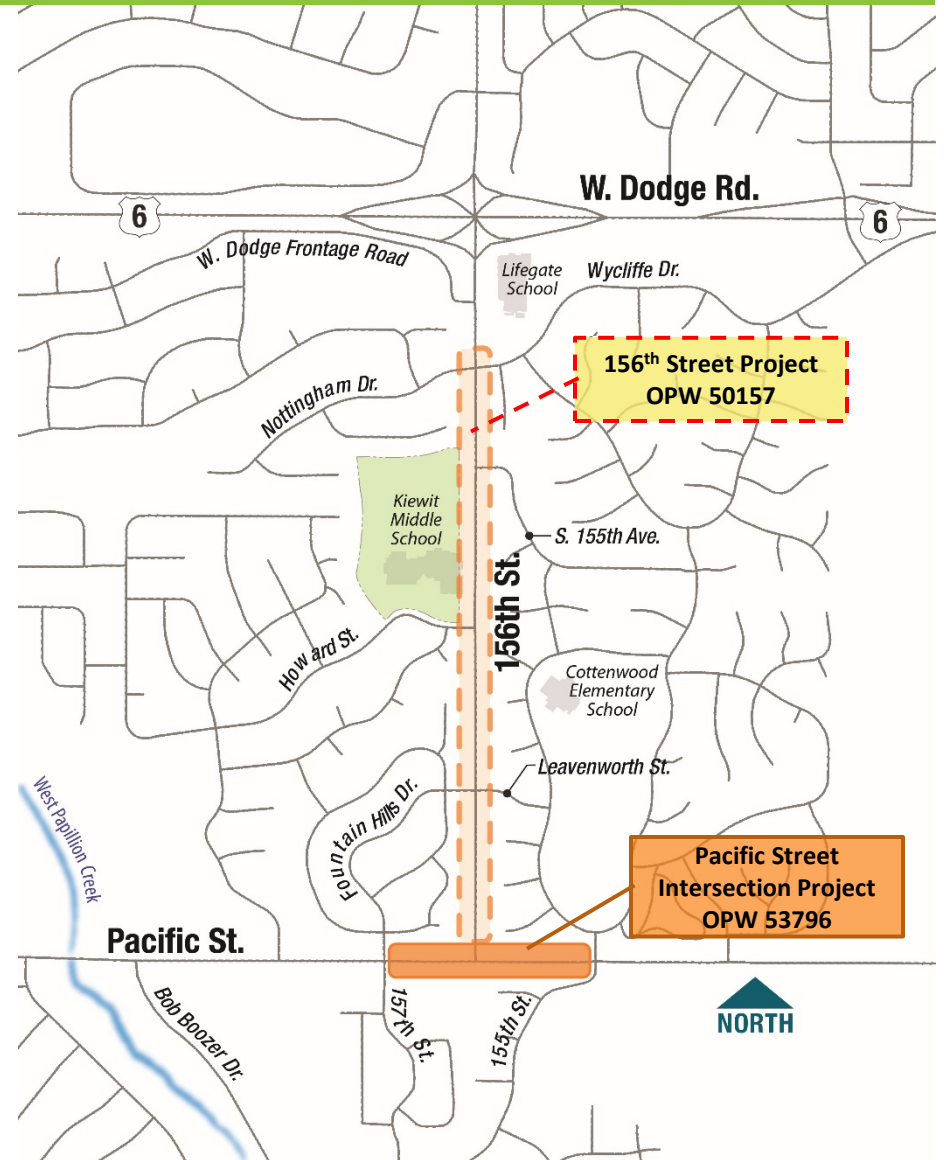 W. Dodge Rd.
6
6
W. Dodge Frontage Road
Lifegate
School
Wycliffe Dr.
156th Street Project
OPW 50157
Nottingham Dr.
Kiewit
Middle
School
S. 155th Ave.
156th St.
Howard St.
Cottenwood
Elementary
School
Leavenworth St.
Fountain Hills Dr.
West Papillion Creek
Pacific Street
Intersection Project
OPW 53796
Pacific St.
Bob Boozer Dr.
157th St.
155th St.
NORTH